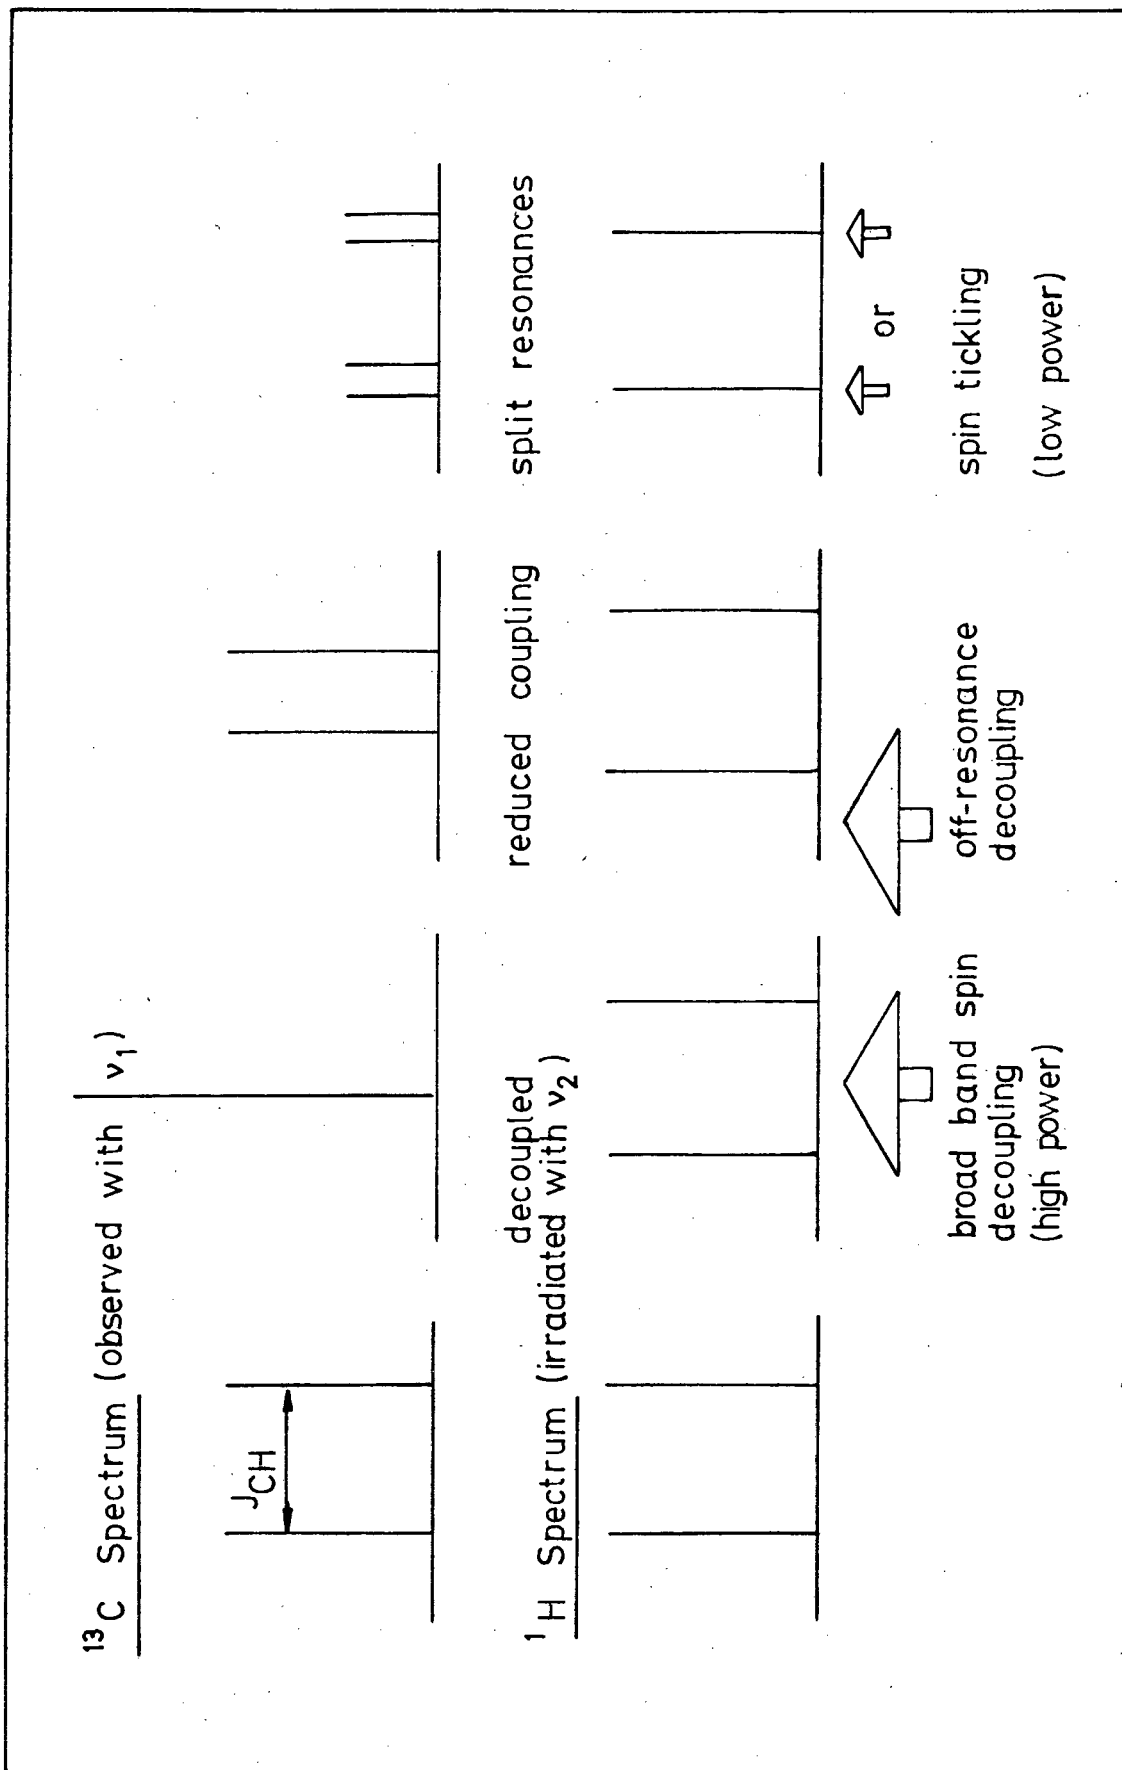 ¹³C Spectrum (observed with ν₁)
J_CH
decoupled
reduced coupling
split resonances
¹H Spectrum (irradiated with ν₂)
broad band spin
decoupling
(high power)
off-resonance
decoupling
or
spin tickling
(low power)